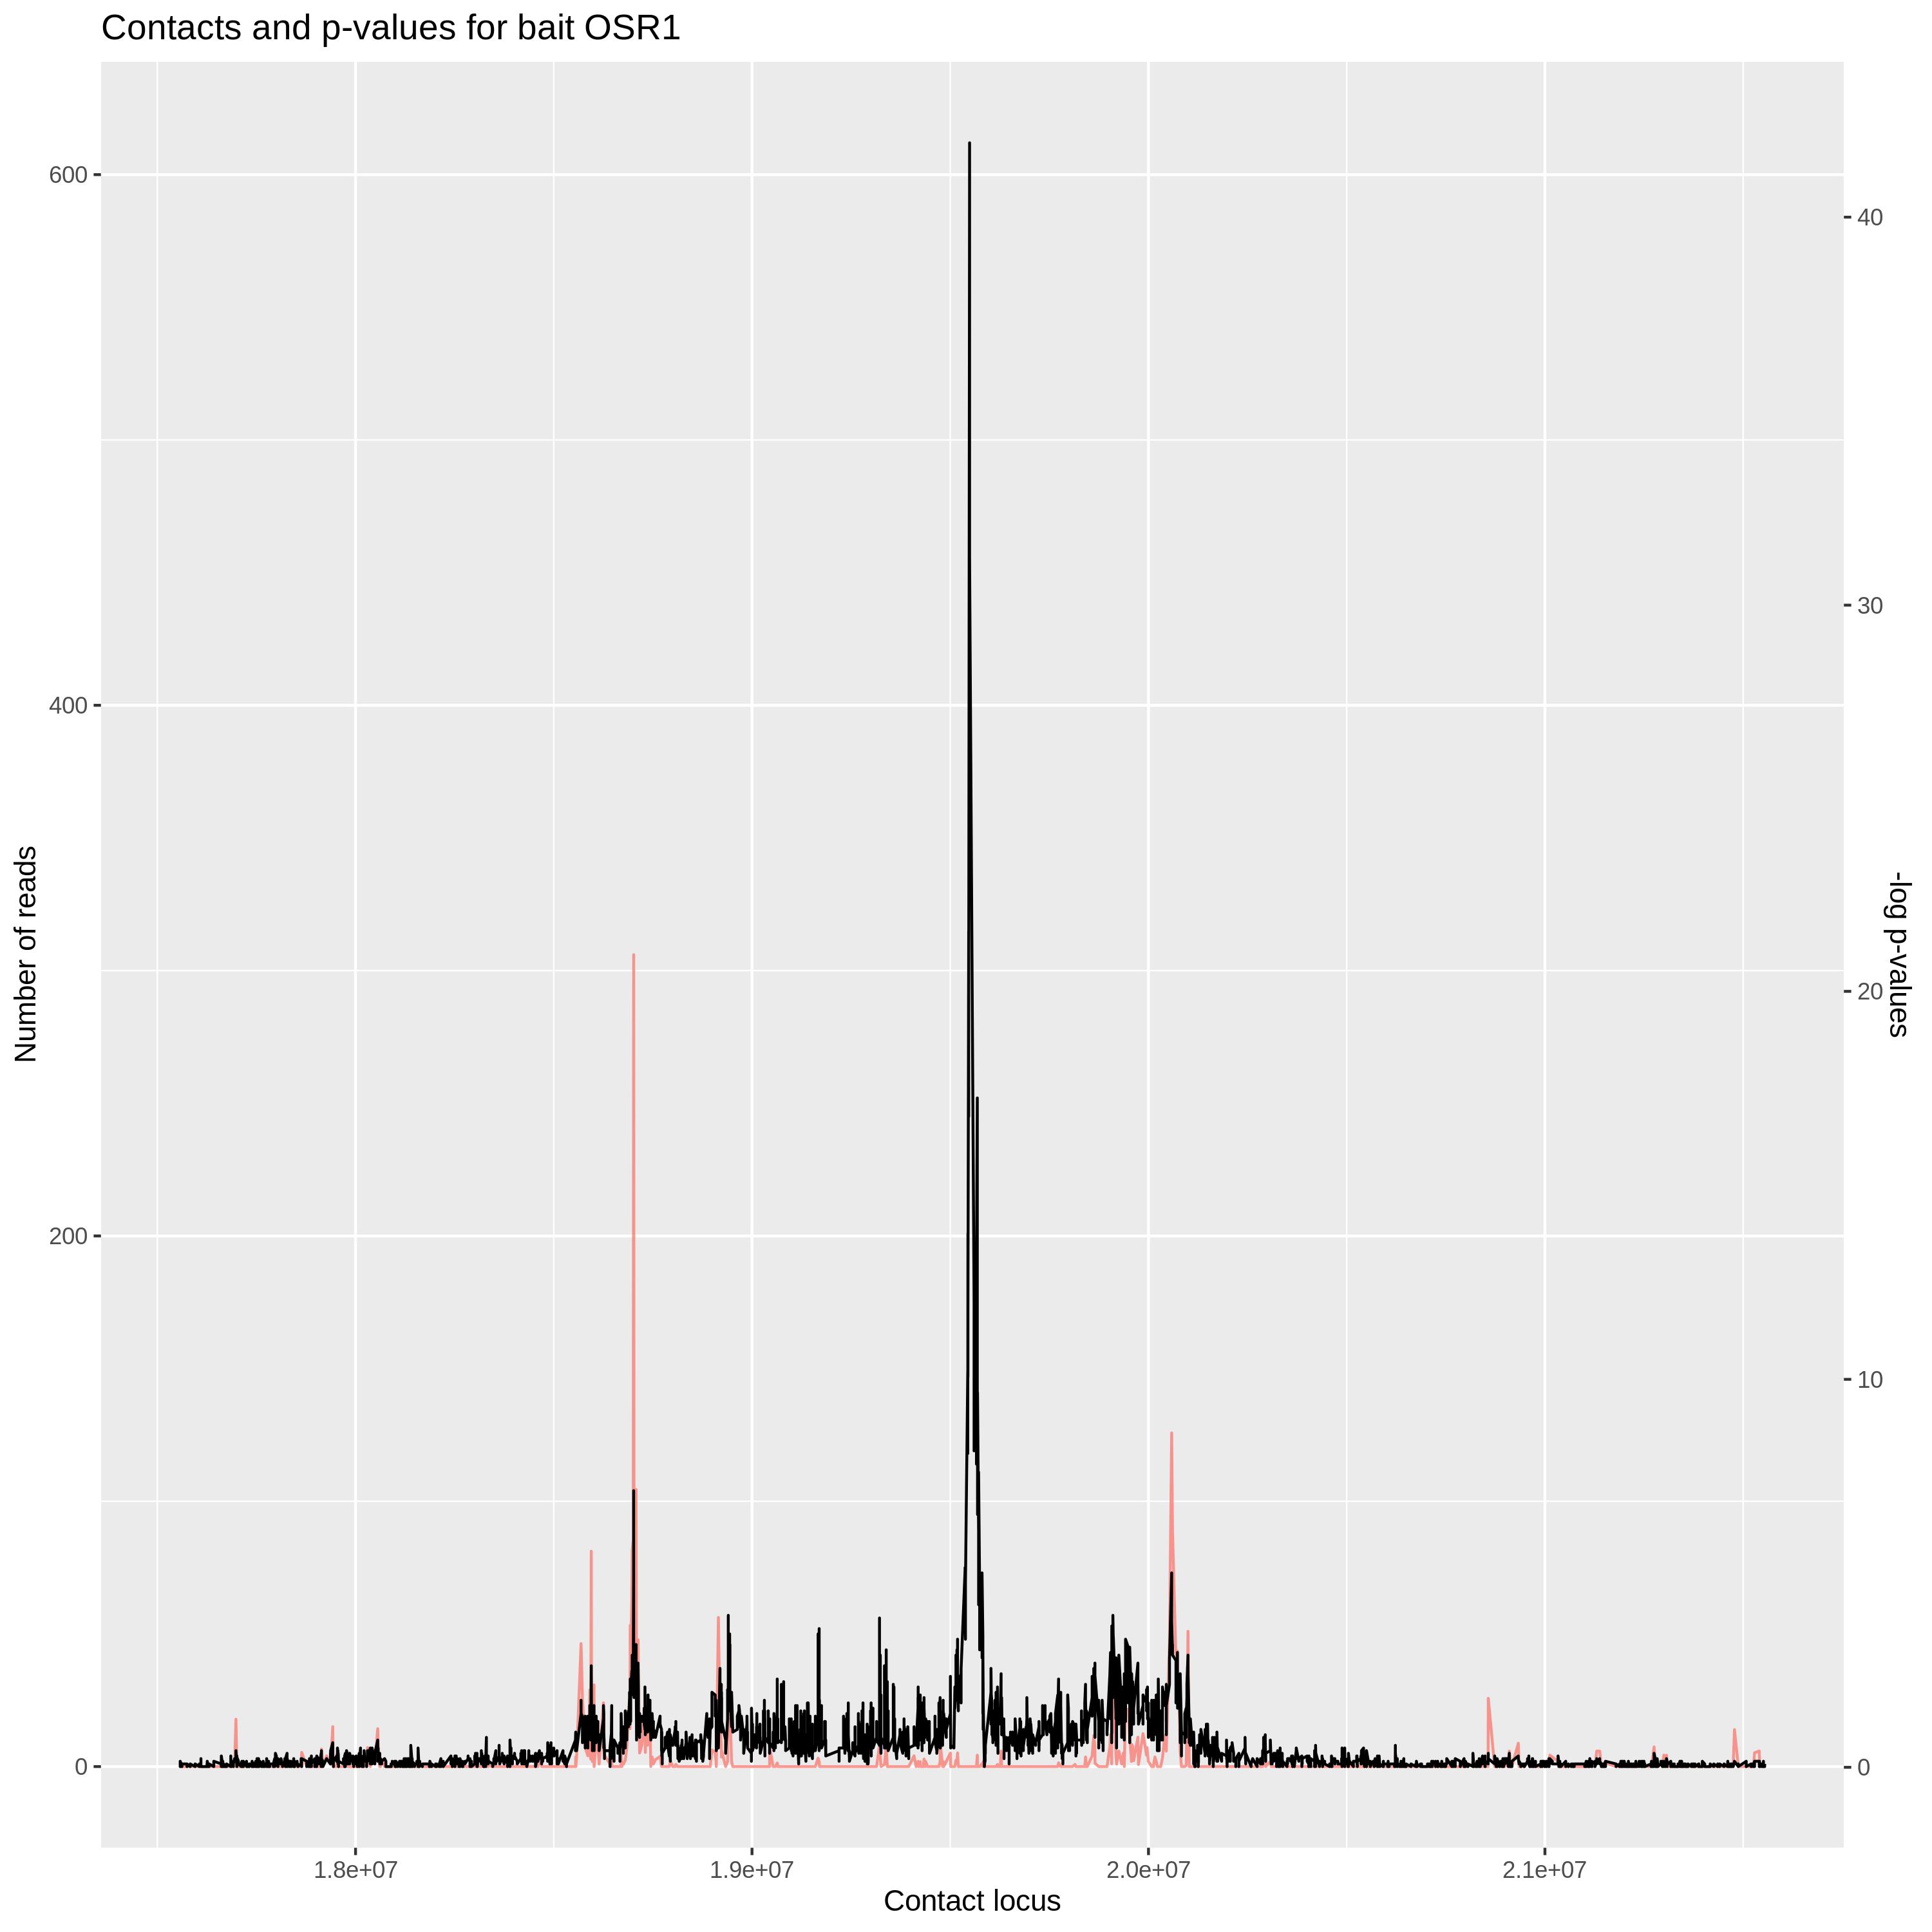 Contacts and p-values for bait OSR1
600
400
200
0
40
30
20
10
0
Number of reads
-log p-values
1.8e+07
1.9e+07
2.0e+07
2.1e+07
Contact locus